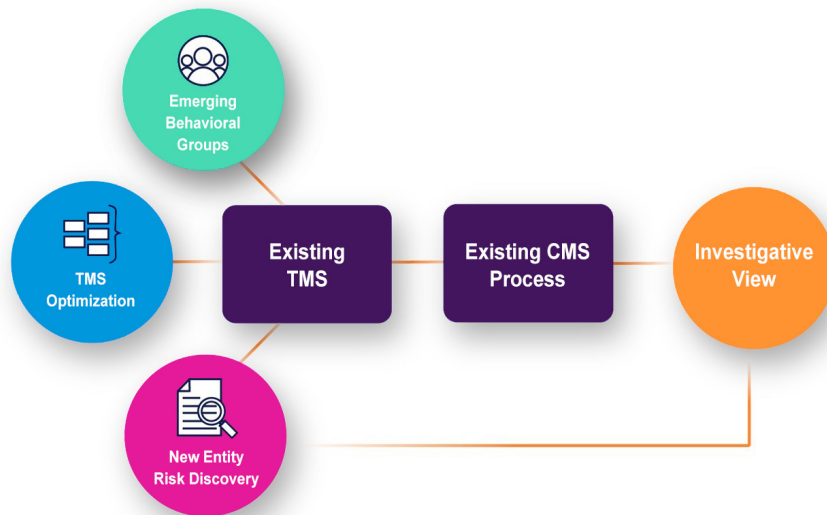 Emerging
Behavioral
Groups
TMS
Optimization
Existing
TMS
Existing CMS
Process
Investigative
View
New Entity
Risk Discovery